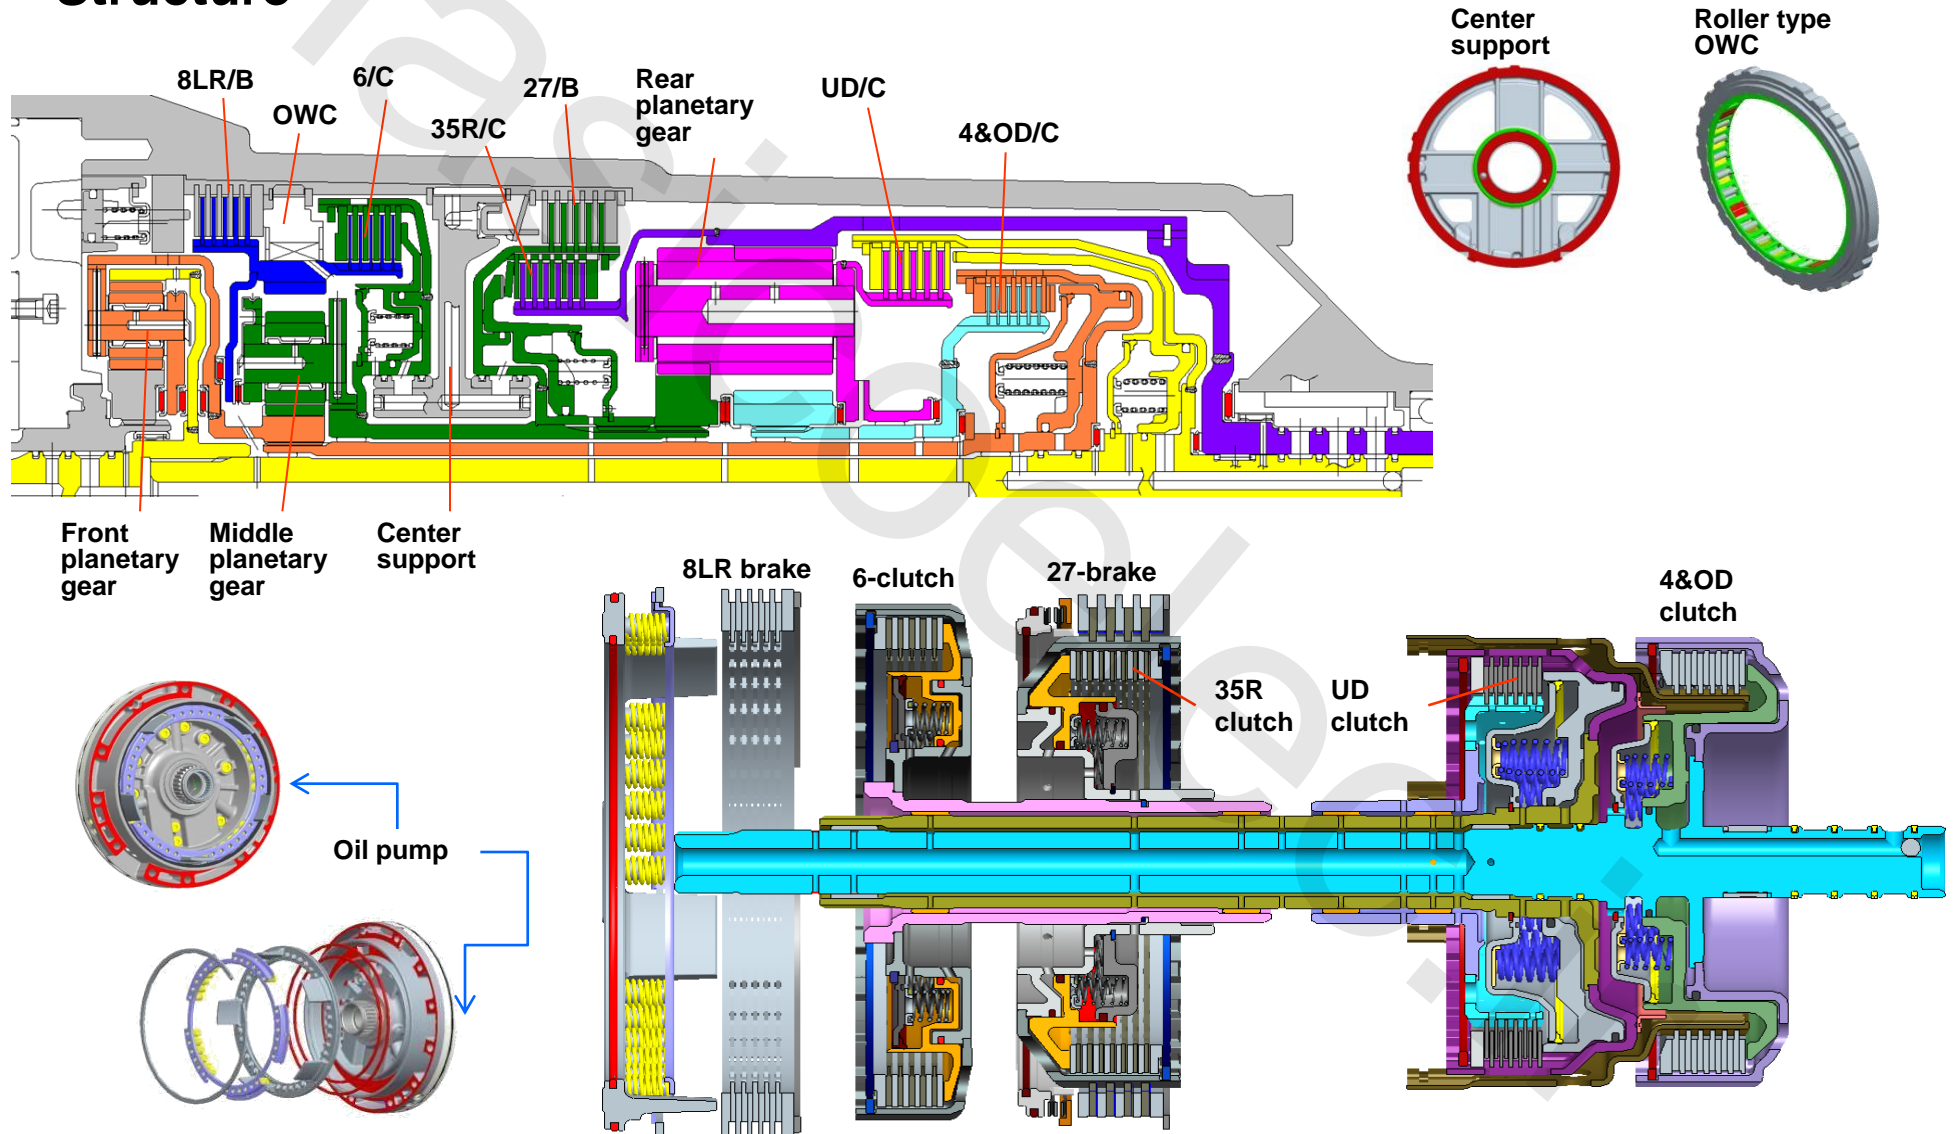 Structure
Center
support
Roller type
OWC
8LR/B
6/C
OWC
27/B
35R/C
Rear
planetary
gear
UD/C
4&OD/C
Front
planetary
gear
Middle
planetary
gear
Center
support
8LR brake
6-clutch
27-brake
4&OD
clutch
35R
clutch
UD
clutch
Oil pump